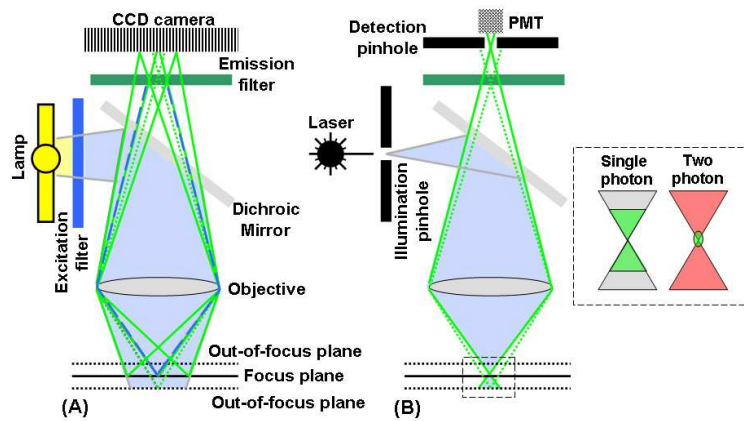 CCD camera
Emission
filter
Lamp
Excitation
filter
Dichroic
Mirror
Objective
Out-of-focus plane
Focus plane
Out-of-focus plane
(A)
PMT
Detection
pinhole
Laser
Illumination
pinhole
(B)
Single
photon
Two
photon